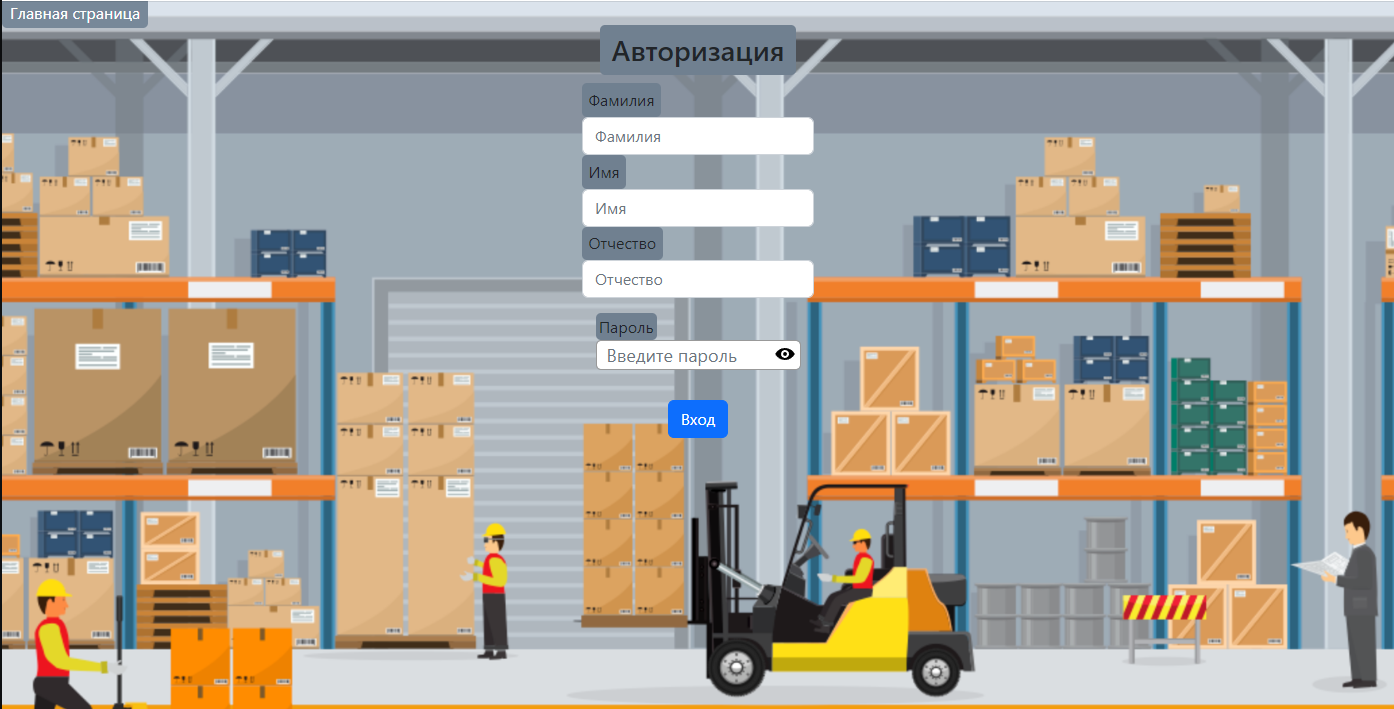 Главная страница
Авторизация
Фамилия
Фамилия
Имя
Имя
Отчество
Отчество
Пароль
Введите пароль
Вход